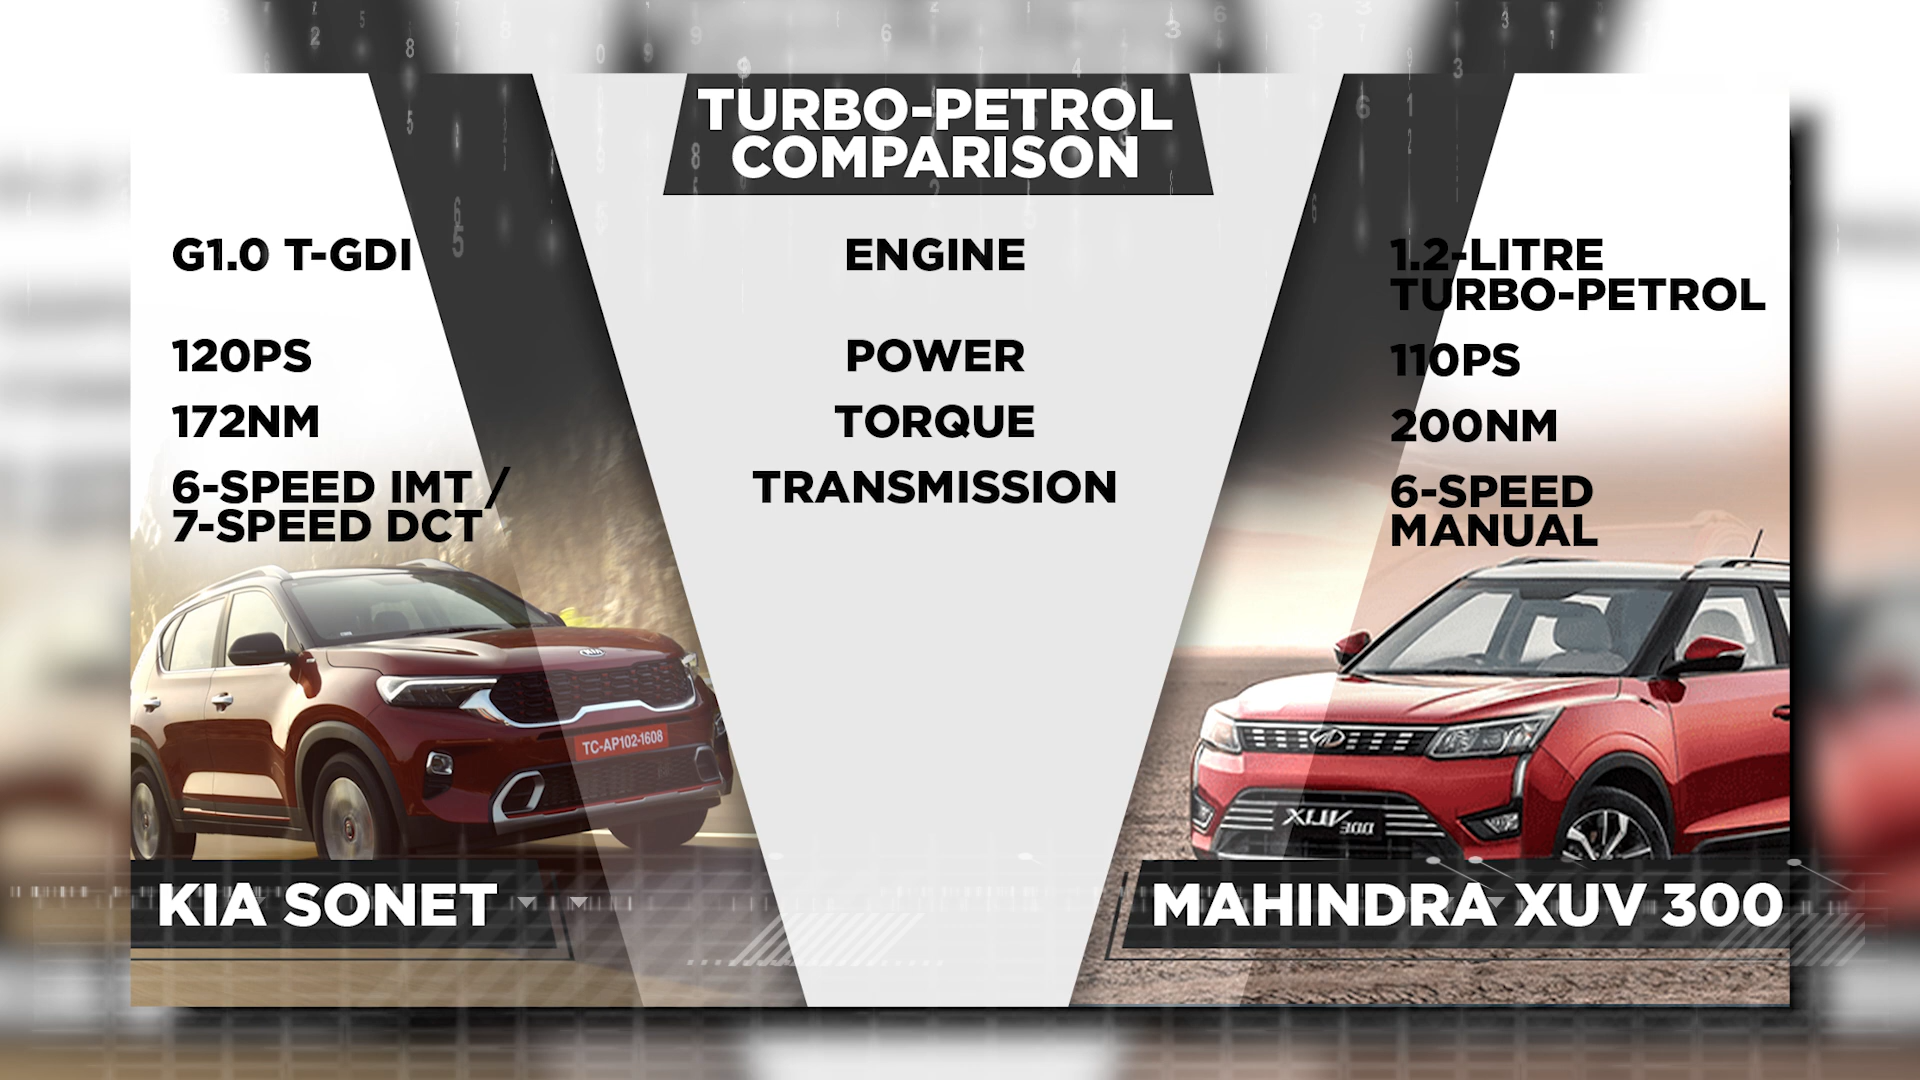 TURBO-PETROL
COMPARISON
G1.0 T-GDI
ENGINE
1.2-LITRE
TURBO-PETROL
120PS
POWER
110PS
172NM
TORQUE
200NM
6-SPEED IMT /
7-SPEED DCT
TRANSMISSION
6-SPEED
MANUAL
KIA
TC-AP102-1608
XUV300
KIA SONET
MAHINDRA XUV 300